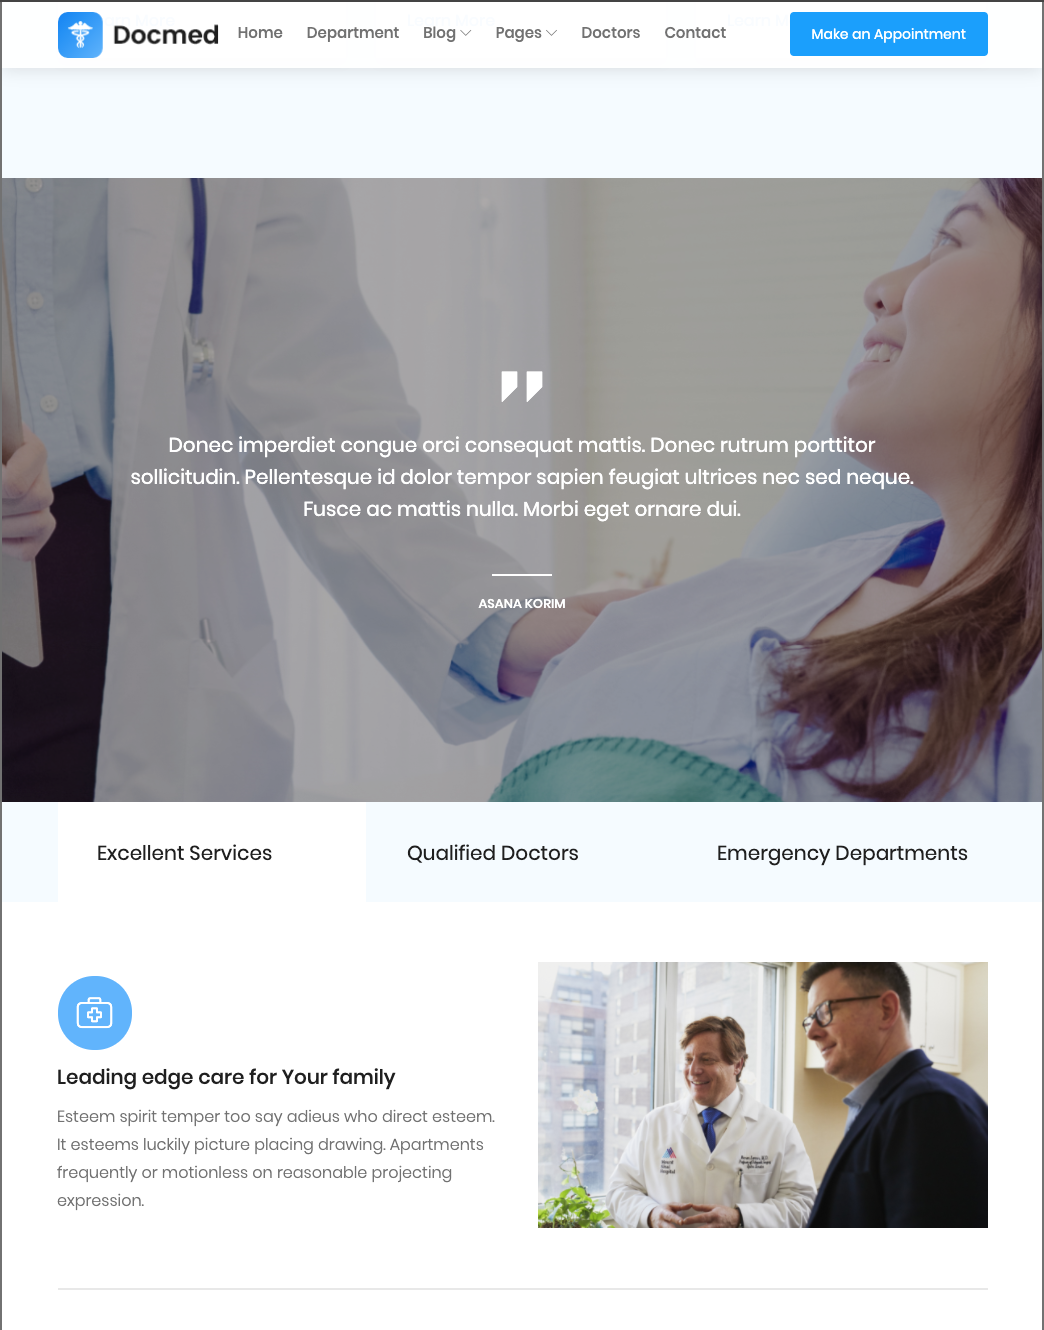 Docmed
Home
Department
Blog
Pages
Doctors
Contact
Make an Appointment
Donec imperdiet congue orci consequat mattis. Donec rutrum porttitor
sollicitudin. Pellentesque id dolor tempor sapien feugiat ultrices nec sed neque.
Fusce ac mattis nulla. Morbi eget ornare dui.
ASANA KORIM
Excellent Services
Qualified Doctors
Emergency Departments
Leading edge care for Your family
Esteem spirit temper too say adieus who direct esteem.
It esteems luckily picture placing drawing. Apartments
frequently or motionless on reasonable projecting
expression.